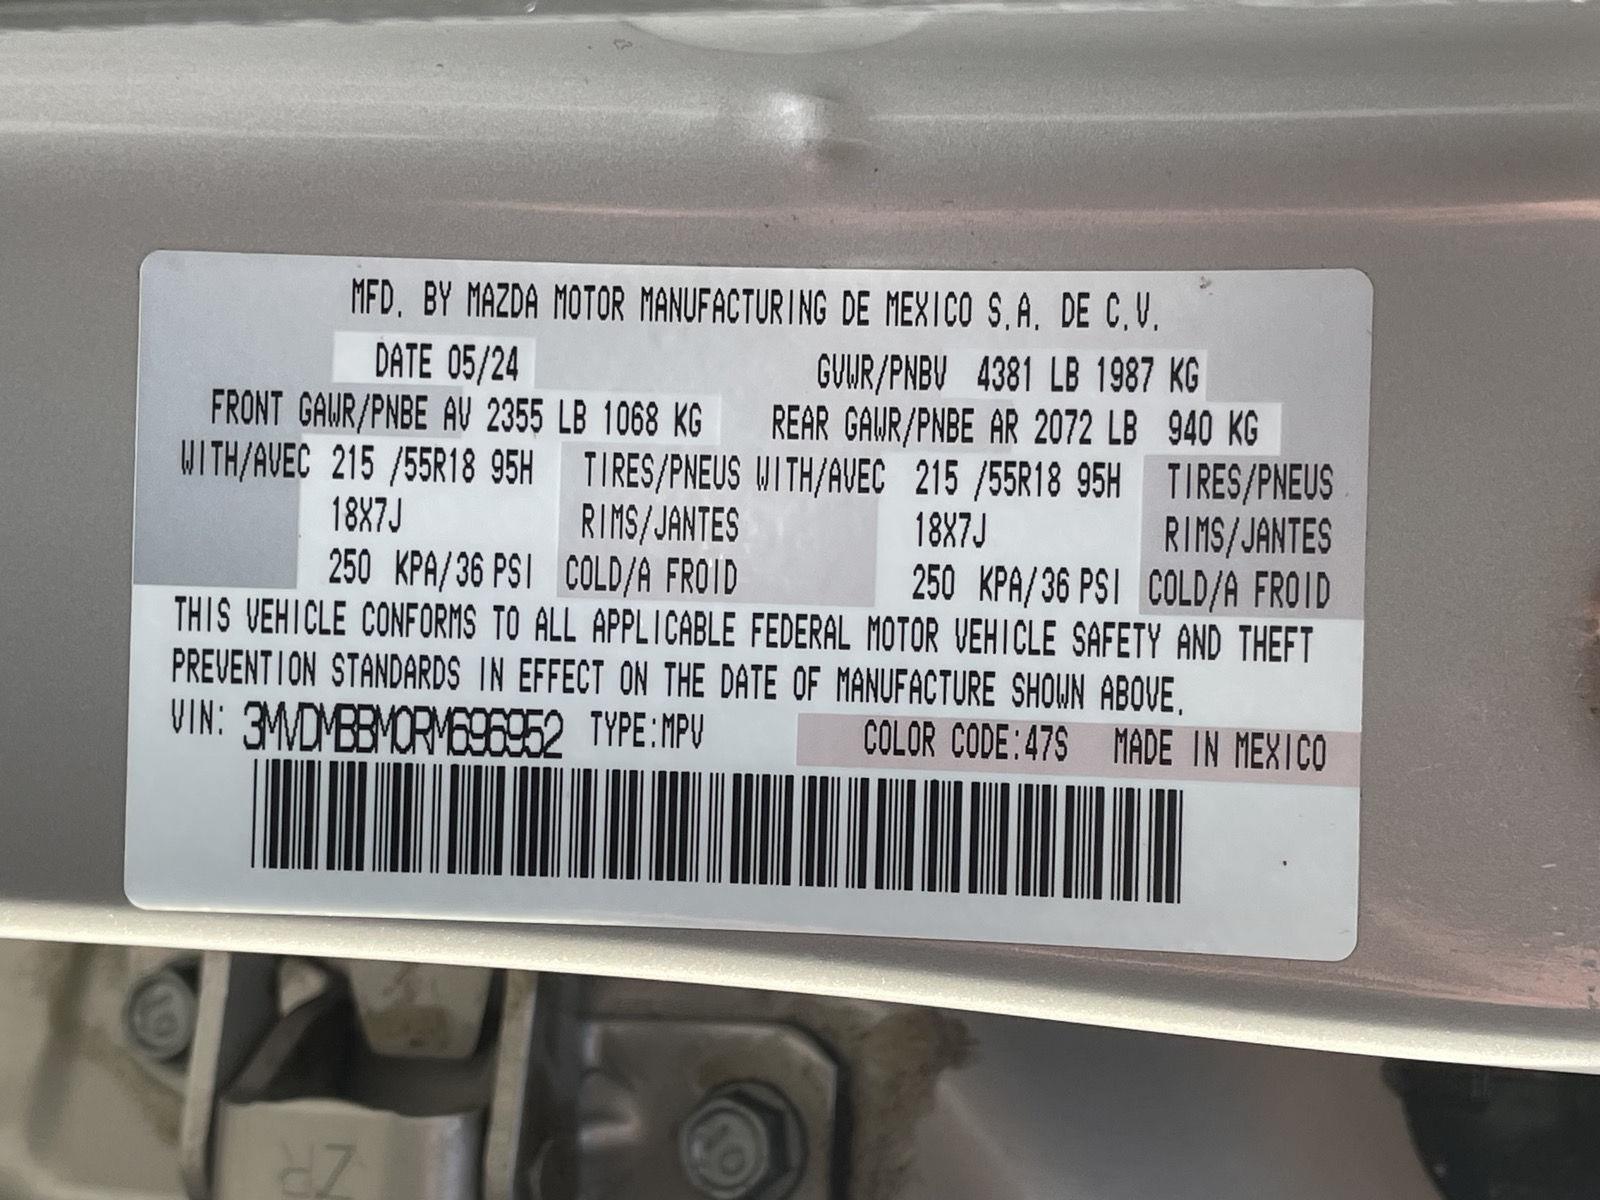 MFD. BY MAZDA MOTOR MANUFACTURING DE MEXICO S.A. DE C.V.
DATE 05/24 GVWR/PNBV 4381 LB 1987 KG
FRONT GAWR/PNBE AV 2355 LB 1068 KG REAR GAWR/PNBE AR 2072 LB 940 KG
WITH/AVEC 215 /55R18 95H TIRES/PNEUS WITH/AVEC 215 /55R18 95H TIRES/PNEUS
18X7J RIMS/JANTES 18X7J RIMS/JANTES
250 KPA/36 PSI COLD/A FROID 250 KPA/36 PSI COLD/A FROID
THIS VEHICLE CONFORMS TO ALL APPLICABLE FEDERAL MOTOR VEHICLE SAFETY AND THEFT
PREVENTION STANDARDS IN EFFECT ON THE DATE OF MANUFACTURE SHOWN ABOVE.
VIN: 3MVDMBBM0RM696952 TYPE:MPV COLOR CODE:47S MADE IN MEXICO
ZR